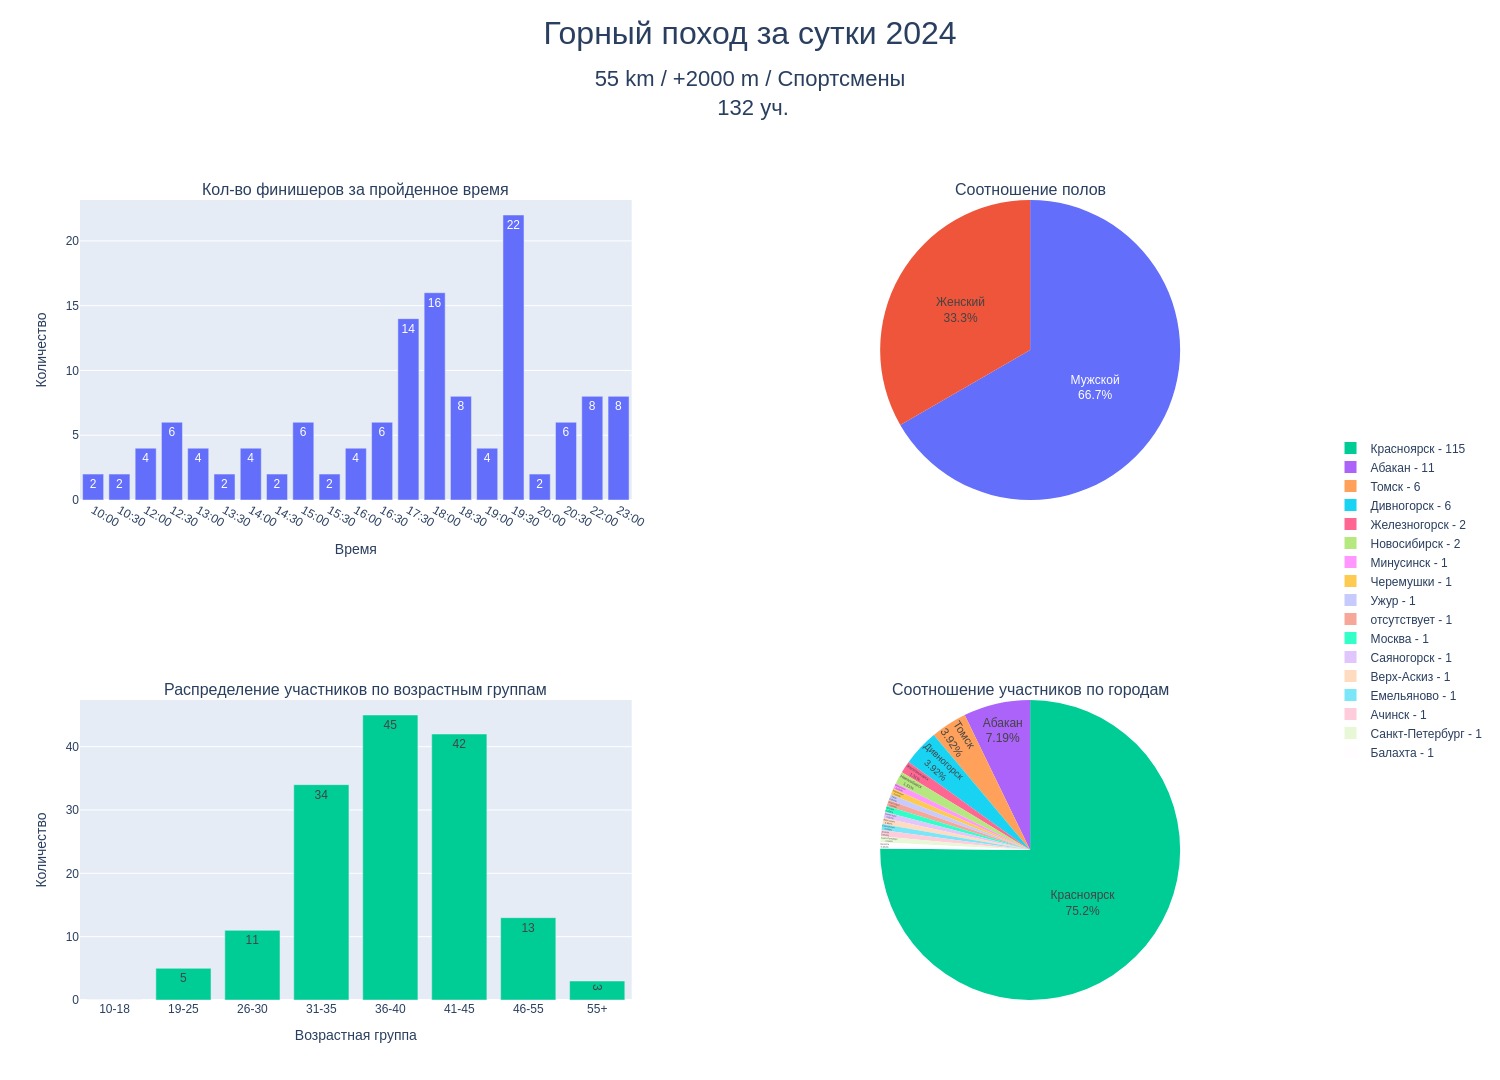 Горный поход за сутки 2024
55 km / +2000 m / Спортсмены
132 уч.
Кол-во финишеров за пройденное время
Количество
20
15
10
5
0
2
2
4
6
4
2
4
2
6
2
4
6
14
16
8
4
22
2
6
8
8
10:00
10:30
12:00
12:30
13:00
13:30
14:00
14:30
15:00
15:30
16:00
16:30
17:30
18:00
18:30
19:00
19:30
20:00
20:30
22:00
23:00
Время
Соотношение полов
Женский
33.3%
Мужской
66.7%
Красноярск - 115
Абакан - 11
Томск - 6
Дивногорск - 6
Железногорск - 2
Новосибирск - 2
Минусинск - 1
Черемушки - 1
Ужур - 1
отсутствует - 1
Москва - 1
Саяногорск - 1
Верх-Аскиз - 1
Емельяново - 1
Ачинск - 1
Санкт-Петербург - 1
Балахта - 1
Распределение участников по возрастным группам
Количество
40
30
20
10
0
5
11
34
45
42
13
3
10-18
19-25
26-30
31-35
36-40
41-45
46-55
55+
Возрастная группа
Соотношение участников по городам
Абакан
7.19%
Томск
3.92%
Дивногорск
3.92%
Красноярск
75.2%